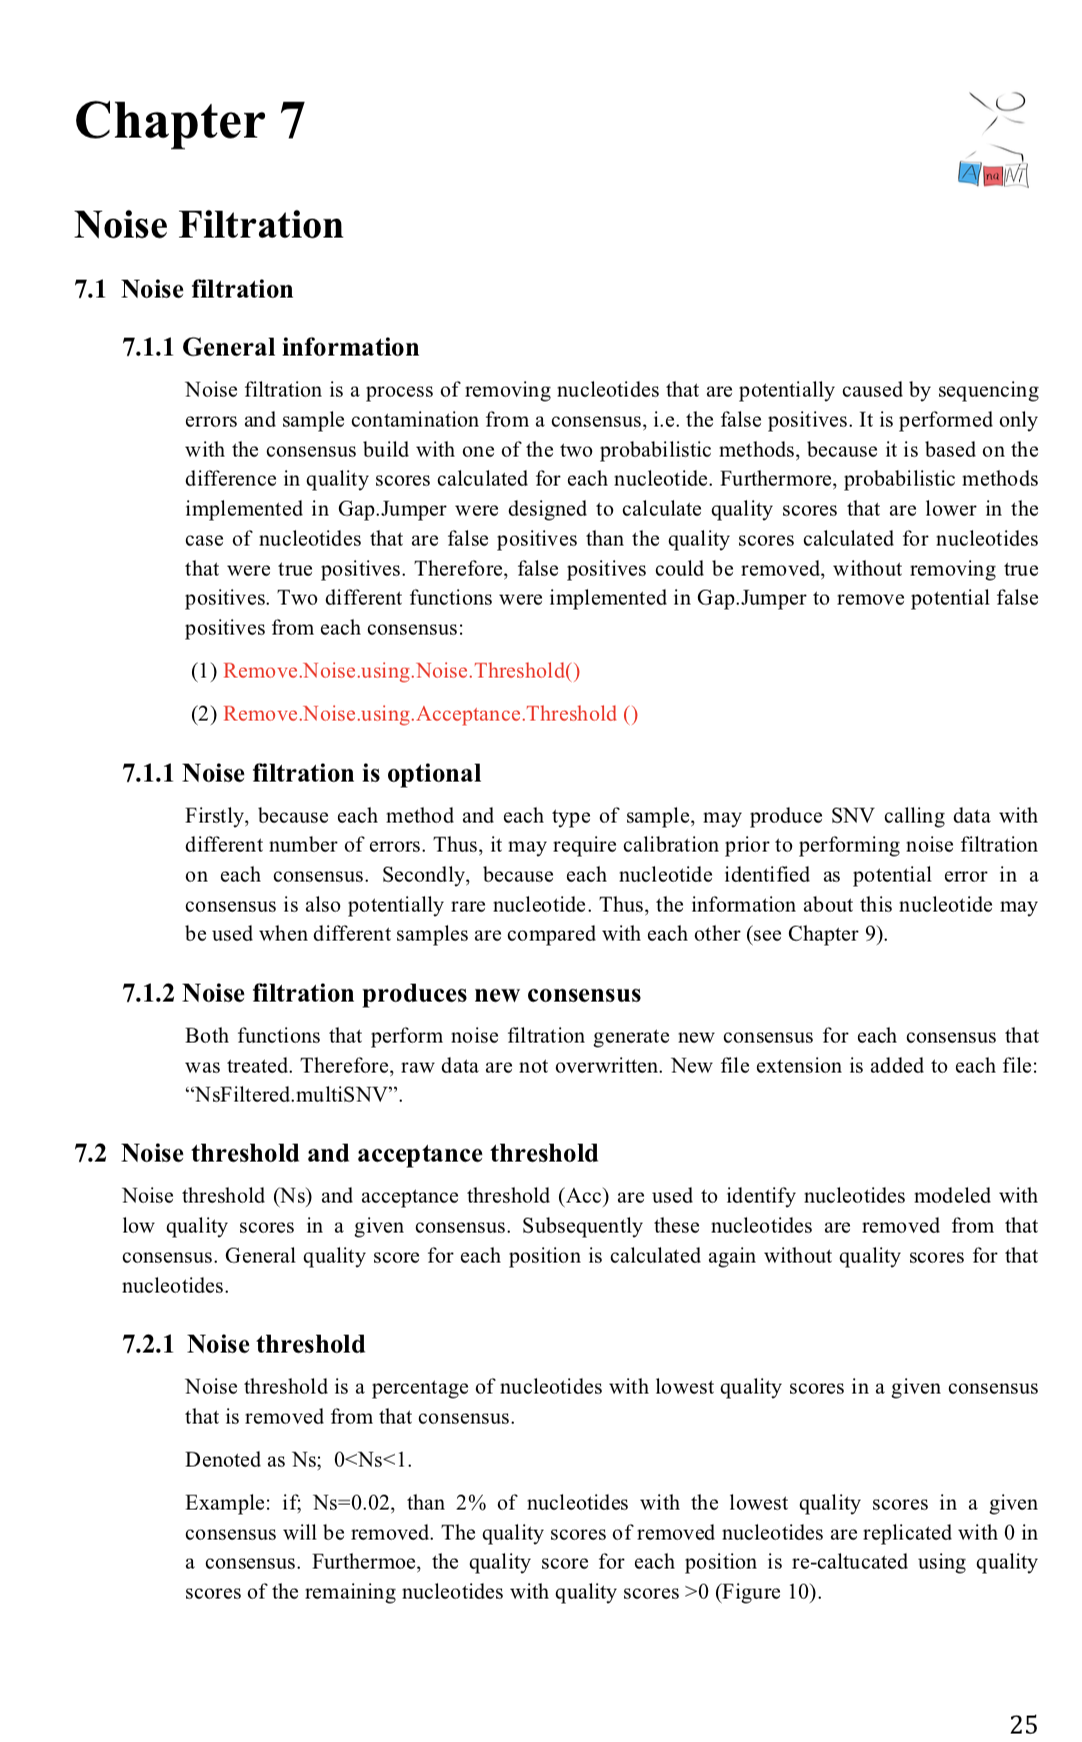 Chapter 7
A na NT
Noise Filtration
7.1 Noise filtration
7.1.1 General information
Noise filtration is a process of removing nucleotides that are potentially caused by sequencing
errors and sample contamination from a consensus, i.e. the false positives. It is performed only
with the consensus build with one of the two probabilistic methods, because it is based on the
difference in quality scores calculated for each nucleotide. Furthermore, probabilistic methods
implemented in Gap.Jumper were designed to calculate quality scores that are lower in the
case of nucleotides that are false positives than the quality scores calculated for nucleotides
that were true positives. Therefore, false positives could be removed, without removing true
positives. Two different functions were implemented in Gap.Jumper to remove potential false
positives from each consensus:
(1) Remove.Noise.using.Noise.Threshold()
(2) Remove.Noise.using.Acceptance.Threshold ()
7.1.1 Noise filtration is optional
Firstly, because each method and each type of sample, may produce SNV calling data with
different number of errors. Thus, it may require calibration prior to performing noise filtration
on each consensus. Secondly, because each nucleotide identified as potential error in a
consensus is also potentially rare nucleotide. Thus, the information about this nucleotide may
be used when different samples are compared with each other (see Chapter 9).
7.1.2 Noise filtration produces new consensus
Both functions that perform noise filtration generate new consensus for each consensus that
was treated. Therefore, raw data are not overwritten. New file extension is added to each file:
“NsFiltered.multiSNV”.
7.2 Noise threshold and acceptance threshold
Noise threshold (Ns) and acceptance threshold (Acc) are used to identify nucleotides modeled with
low quality scores in a given consensus. Subsequently these nucleotides are removed from that
consensus. General quality score for each position is calculated again without quality scores for that
nucleotides.
7.2.1 Noise threshold
Noise threshold is a percentage of nucleotides with lowest quality scores in a given consensus
that is removed from that consensus.
Denoted as Ns; 0<Ns<1.
Example: if; Ns=0.02, than 2% of nucleotides with the lowest quality scores in a given
consensus will be removed. The quality scores of removed nucleotides are replicated with 0 in
a consensus. Furthermoe, the quality score for each position is re-caltucated using quality
scores of the remaining nucleotides with quality scores >0 (Figure 10).
25